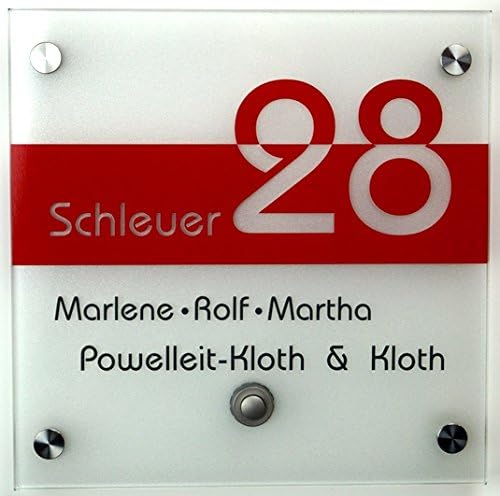 Schleuer 28
Marlene • Rolf • Martha
Powelleit-Kloth & Kloth